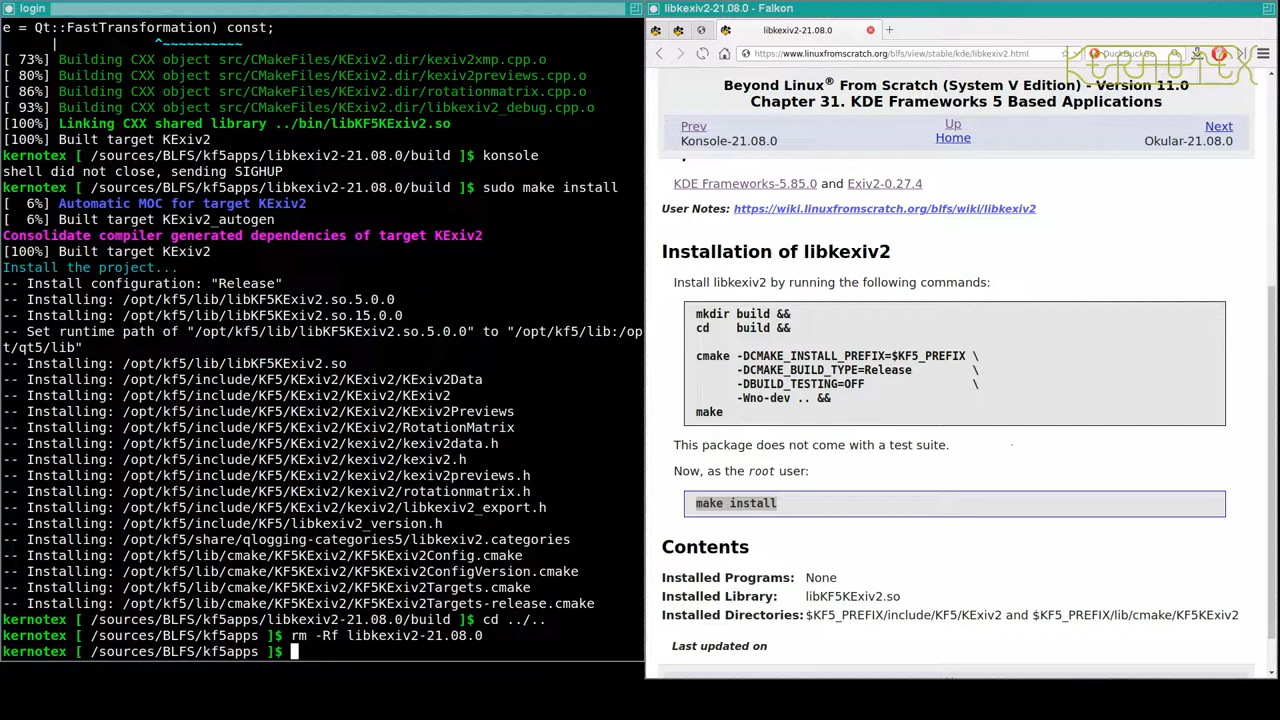 login
e = Qt::FastTransformation) const;
|
^~~~~~~~~~~
[ 73%] Building CXX object src/CMakeFiles/KExiv2.dir/kexiv2xmp.cpp.o
[ 80%] Building CXX object src/CMakeFiles/KExiv2.dir/kexiv2previews.cpp.o
[ 86%] Building CXX object src/CMakeFiles/KExiv2.dir/rotationmatrix.cpp.o
[ 93%] Building CXX object src/CMakeFiles/KExiv2.dir/libkexiv2_debug.cpp.o
[100%] Linking CXX shared library ../bin/libKF5KExiv2.so
[100%] Built target KExiv2
kernotex [ /sources/BLFS/kf5apps/libkexiv2-21.08.0/build ]$ konsole
shell did not close, sending SIGHUP
kernotex [ /sources/BLFS/kf5apps/libkexiv2-21.08.0/build ]$ sudo make install
[  6%] Automatic MOC for target KExiv2
[  6%] Built target KExiv2_autogen
Consolidate compiler generated dependencies of target KExiv2
[100%] Built target KExiv2
Install the project...
-- Install configuration: "Release"
-- Installing: /opt/kf5/lib/libKF5KExiv2.so.5.0.0
-- Installing: /opt/kf5/lib/libKF5KExiv2.so.15.0.0
-- Set runtime path of "/opt/kf5/lib/libKF5KExiv2.so.5.0.0" to "/opt/kf5/lib:/op
t/qt5/lib"
-- Installing: /opt/kf5/lib/libKF5KExiv2.so
-- Installing: /opt/kf5/include/KF5/KExiv2/KExiv2/KExiv2Data
-- Installing: /opt/kf5/include/KF5/KExiv2/KExiv2/KExiv2
-- Installing: /opt/kf5/include/KF5/KExiv2/KExiv2/KExiv2Previews
-- Installing: /opt/kf5/include/KF5/KExiv2/KExiv2/RotationMatrix
-- Installing: /opt/kf5/include/KF5/KExiv2/kexiv2/kexiv2data.h
-- Installing: /opt/kf5/include/KF5/KExiv2/kexiv2/kexiv2.h
-- Installing: /opt/kf5/include/KF5/KExiv2/kexiv2/kexiv2previews.h
-- Installing: /opt/kf5/include/KF5/KExiv2/kexiv2/rotationmatrix.h
-- Installing: /opt/kf5/include/KF5/KExiv2/kexiv2/libkexiv2_export.h
-- Installing: /opt/kf5/include/KF5/libkexiv2_version.h
-- Installing: /opt/kf5/share/qlogging-categories5/libkexiv2.categories
-- Installing: /opt/kf5/lib/cmake/KF5KExiv2/KF5KExiv2Config.cmake
-- Installing: /opt/kf5/lib/cmake/KF5KExiv2/KF5KExiv2ConfigVersion.cmake
-- Installing: /opt/kf5/lib/cmake/KF5KExiv2/KF5KExiv2Targets.cmake
-- Installing: /opt/kf5/lib/cmake/KF5KExiv2/KF5KExiv2Targets-release.cmake
kernotex [ /sources/BLFS/kf5apps/libkexiv2-21.08.0/build ]$ cd ../..
kernotex [ /sources/BLFS/kf5apps ]$ rm -Rf libkexiv2-21.08.0
kernotex [ /sources/BLFS/kf5apps ]$
libkexiv2-21.08.0 - Falkon
libkexiv2-21.08.0
https://www.linuxfromscratch.org/blfs/view/stable/kde/libkexiv2.html
DuckDuckGo
KERNOTEX
Beyond Linux® From Scratch (System V Edition) - Version 11.0
Chapter 31. KDE Frameworks 5 Based Applications
Prev Up Next
Konsole-21.08.0 Home Okular-21.08.0
KDE Frameworks-5.85.0 and Exiv2-0.27.4
User Notes: https://wiki.linuxfromscratch.org/blfs/wiki/libkexiv2
Installation of libkexiv2
Install libkexiv2 by running the following commands:
mkdir build &&
cd    build &&
cmake -DCMAKE_INSTALL_PREFIX=$KF5_PREFIX \
-DCMAKE_BUILD_TYPE=Release \
-DBUILD_TESTING=OFF \
-Wno-dev .. &&
make
This package does not come with a test suite.
Now, as the root user:
make install
Contents
Installed Programs: None
Installed Library: libKF5KExiv2.so
Installed Directories: $KF5_PREFIX/include/KF5/KExiv2 and $KF5_PREFIX/lib/cmake/KF5KExiv2
Last updated on